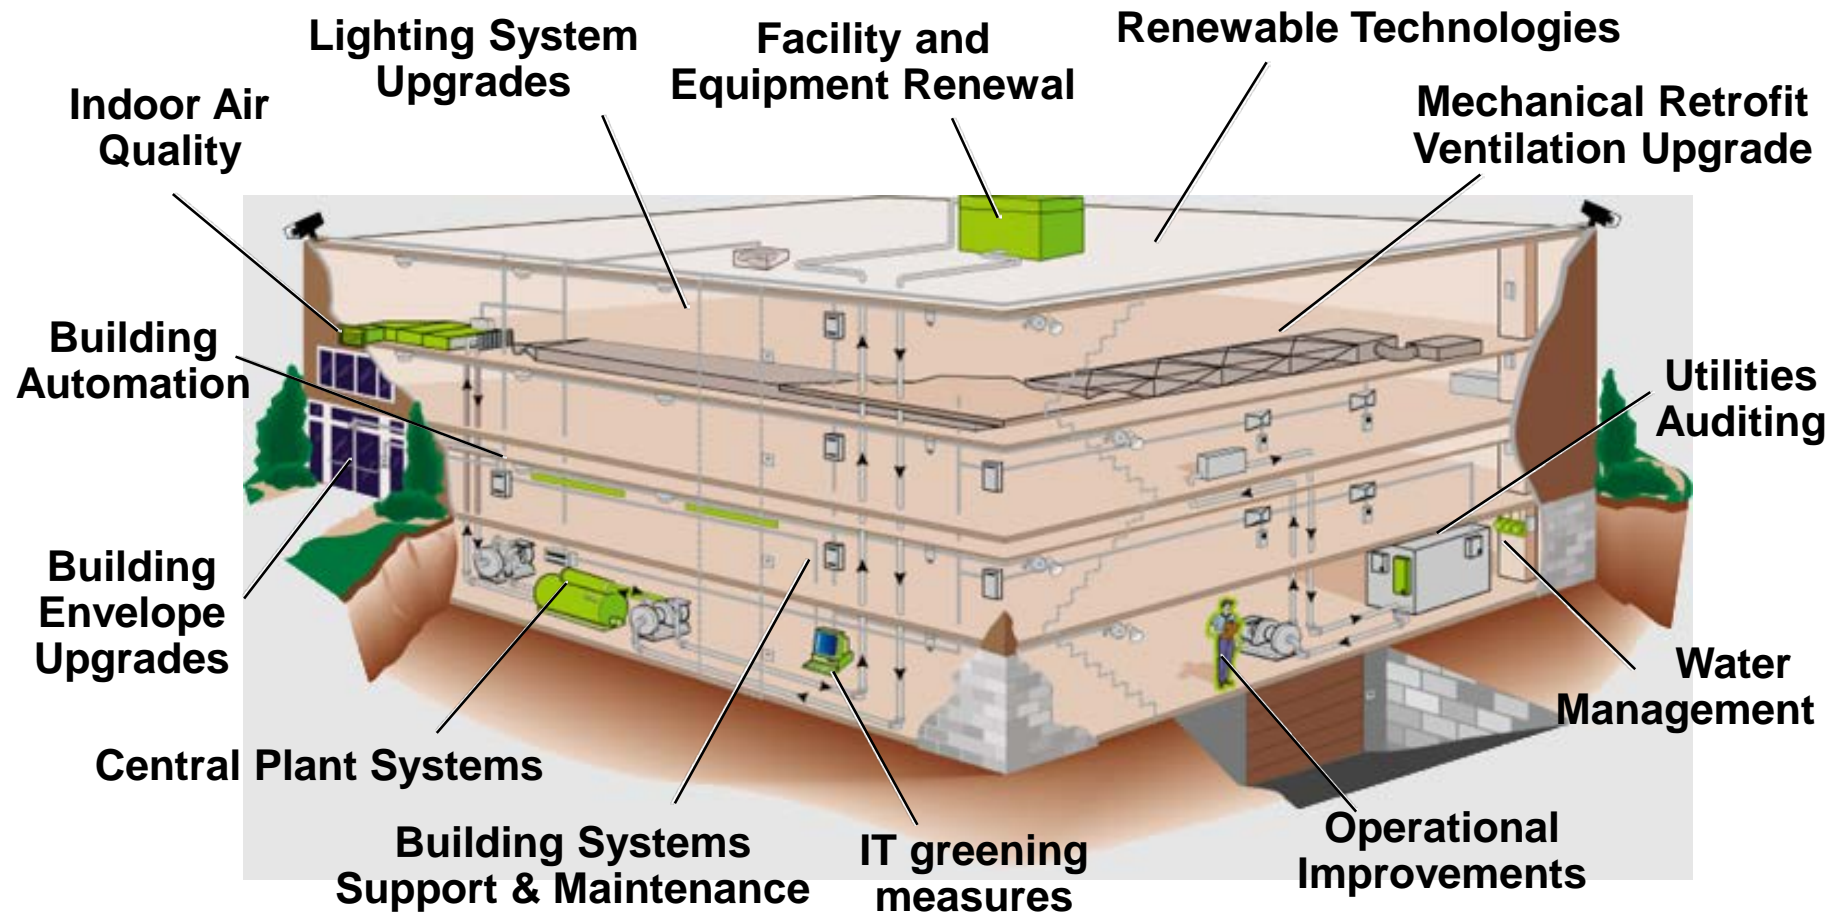 Lighting System
Upgrades
Facility and
Equipment Renewal
Renewable Technologies
Indoor Air
Quality
Mechanical Retrofit
Ventilation Upgrade
Building
Automation
Utilities
Auditing
Building
Envelope
Upgrades
Water
Management
Central Plant Systems
Building Systems
Support & Maintenance
IT greening
measures
Operational
Improvements